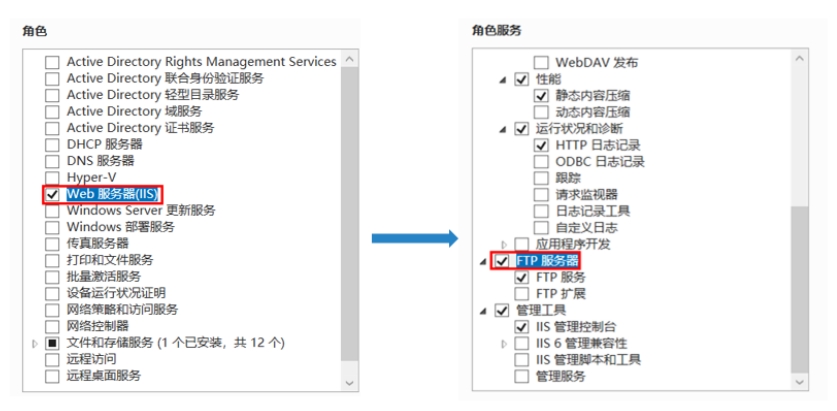 角色
Active Directory Rights Management Services
Active Directory 联合身份验证服务
Active Directory 轻型目录服务
Active Directory 域服务
Active Directory 证书服务
DHCP 服务器
DNS 服务器
Hyper-V
Web 服务器(IIS)
Windows Server 更新服务
Windows 部署服务
传真服务器
打印和文件服务
批量激活服务
设备运行状况证明
网络策略和访问服务
网络控制器
文件和存储服务 (1 个已安装，共 12 个)
远程访问
远程桌面服务
角色服务
WebDAV 发布
性能
静态内容压缩
动态内容压缩
运行状况和诊断
HTTP 日志记录
ODBC 日志记录
跟踪
请求监视器
日志记录工具
自定义日志
应用程序开发
FTP 服务器
FTP 服务
FTP 扩展
管理工具
IIS 管理控制台
IIS 6 管理兼容性
IIS 管理脚本和工具
管理服务